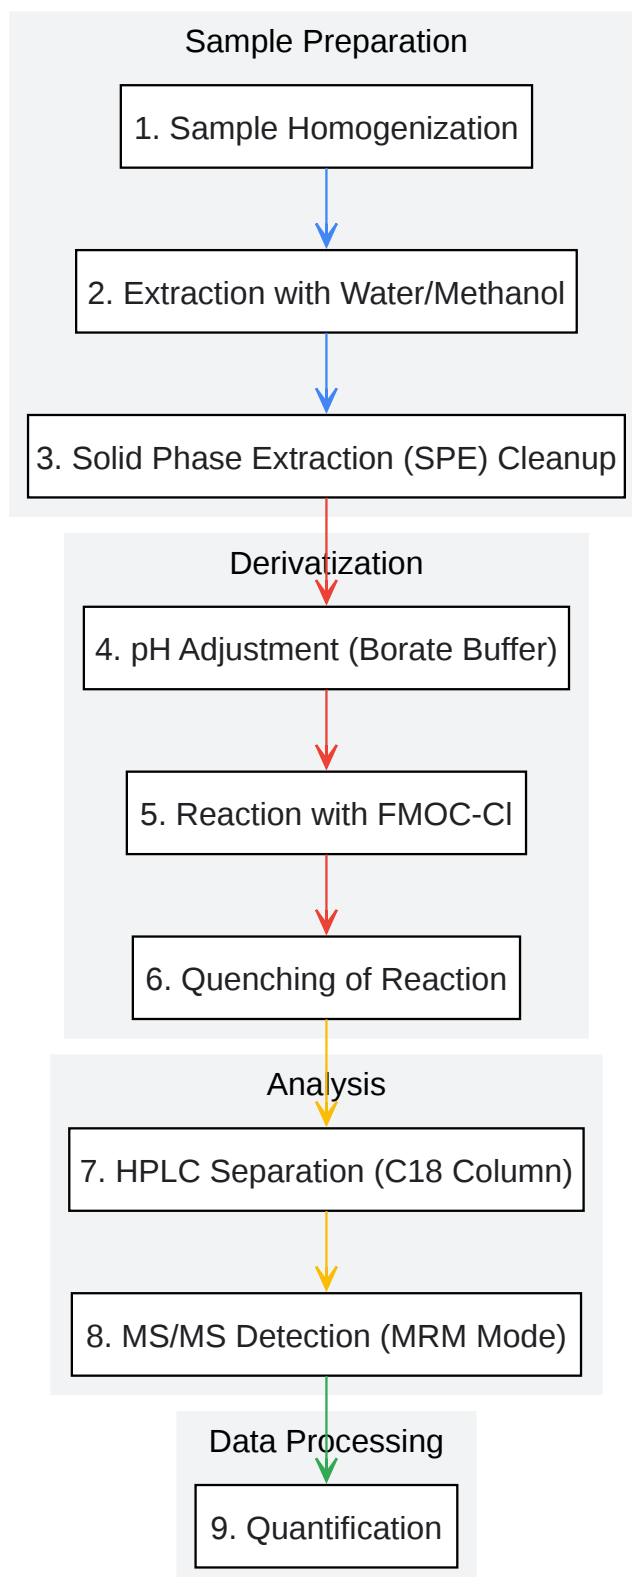 Sample Preparation
1. Sample Homogenization
2. Extraction with Water/Methanol
3. Solid Phase Extraction (SPE) Cleanup
Derivatization
4. pH Adjustment (Borate Buffer)
5. Reaction with FMOC-Cl
6. Quenching of Reaction
Analysis
7. HPLC Separation (C18 Column)
8. MS/MS Detection (MRM Mode)
Data Processing
9. Quantification